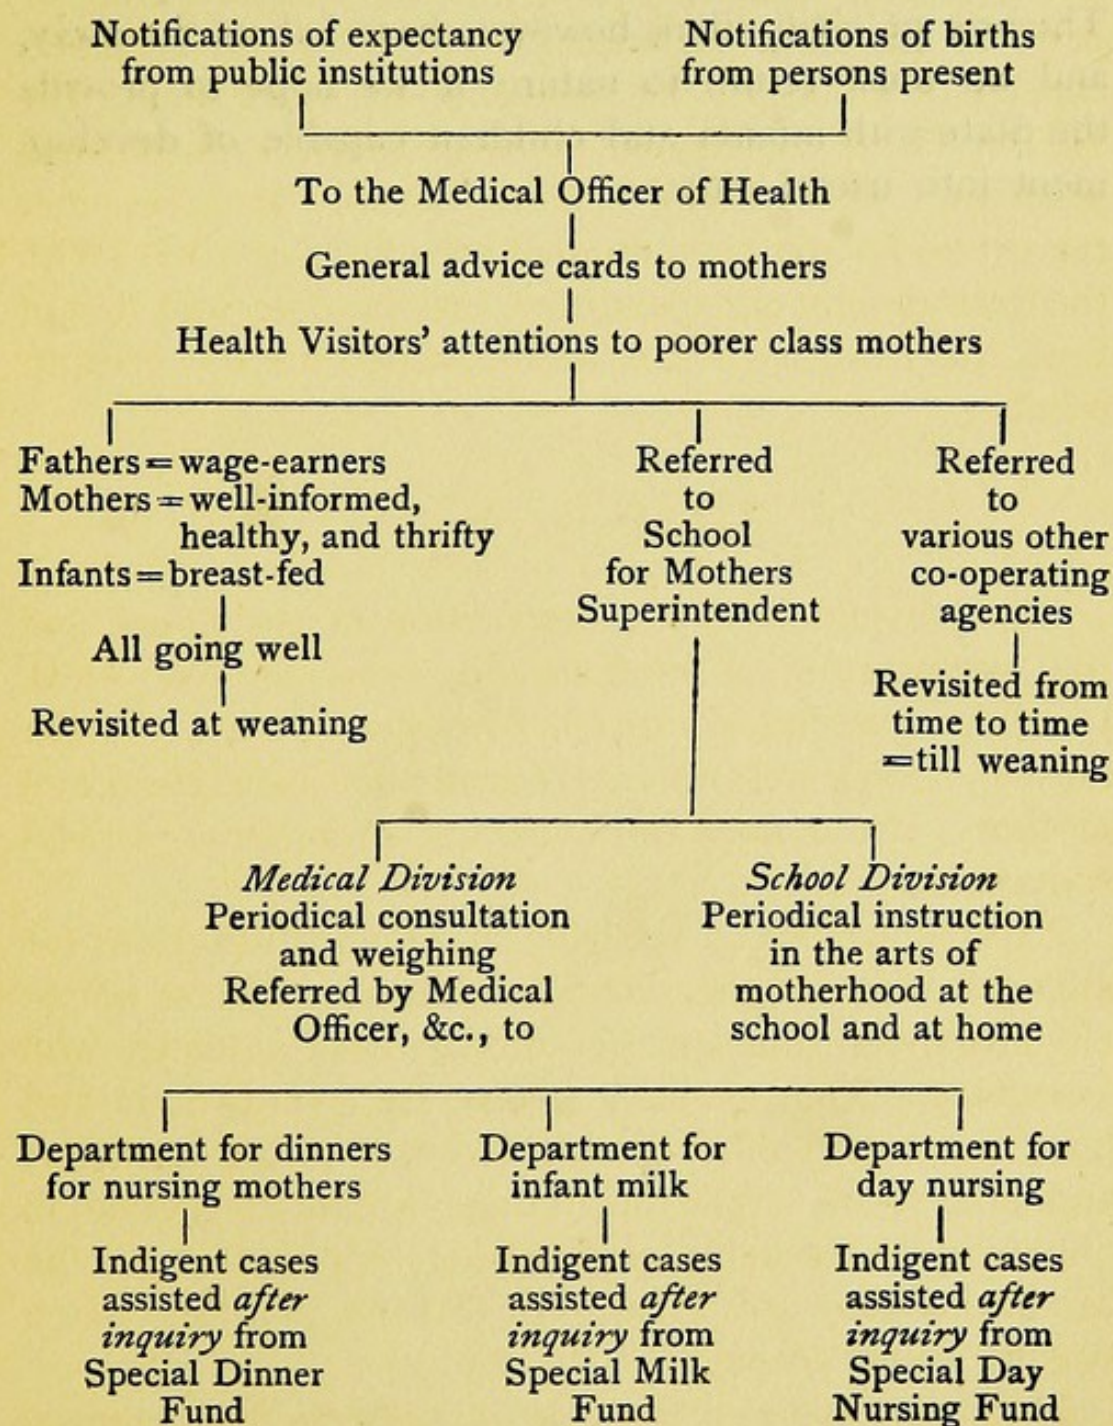 Notifications of expectancy
from public institutions
Notifications of births
from persons present
To the Medical Officer of Health
General advice cards to mothers
Health Visitors' attentions to poorer class mothers
Fathers = wage-earners
Mothers = well-informed,
healthy, and thrifty
Infants = breast-fed
All going well
Revisited at weaning
Referred
to
School
for Mothers
Superintendent
Referred
to
various other
co-operating
agencies
Revisited from
time to time
=till weaning
Medical Division
Periodical consultation
and weighing
Referred by Medical
Officer, &c., to
School Division
Periodical instruction
in the arts of
motherhood at the
school and at home
Department for dinners
for nursing mothers
Indigent cases
assisted after
inquiry from
Special Dinner
Fund
Department for
infant milk
Indigent cases
assisted after
inquiry from
Special Milk
Fund
Department for
day nursing
Indigent cases
assisted after
inquiry from
Special Day
Nursing Fund